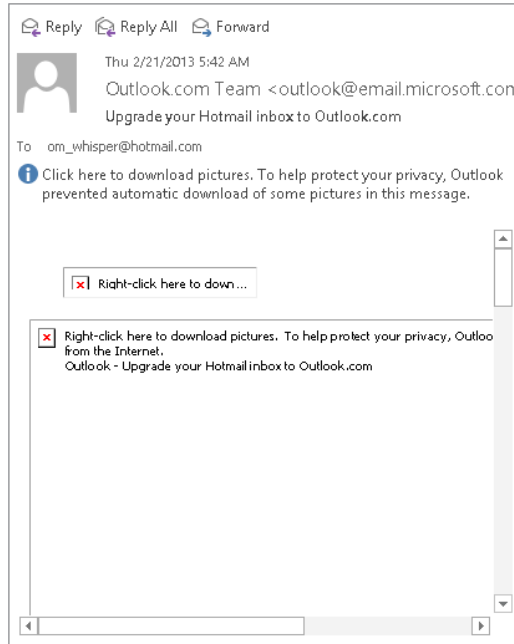 Reply Reply All Forward
Thu 2/21/2013 5:42 AM
Outlook.com Team <outlook@email.microsoft.com
Upgrade your Hotmail inbox to Outlook.com
To om_whisper@hotmail.com
Click here to download pictures. To help protect your privacy, Outlook
prevented automatic download of some pictures in this message.
Right-click here to down...
Right-click here to download pictures. To help protect your privacy, Outloo
from the Internet.
Outlook - Upgrade your Hotmail inbox to Outlook.com